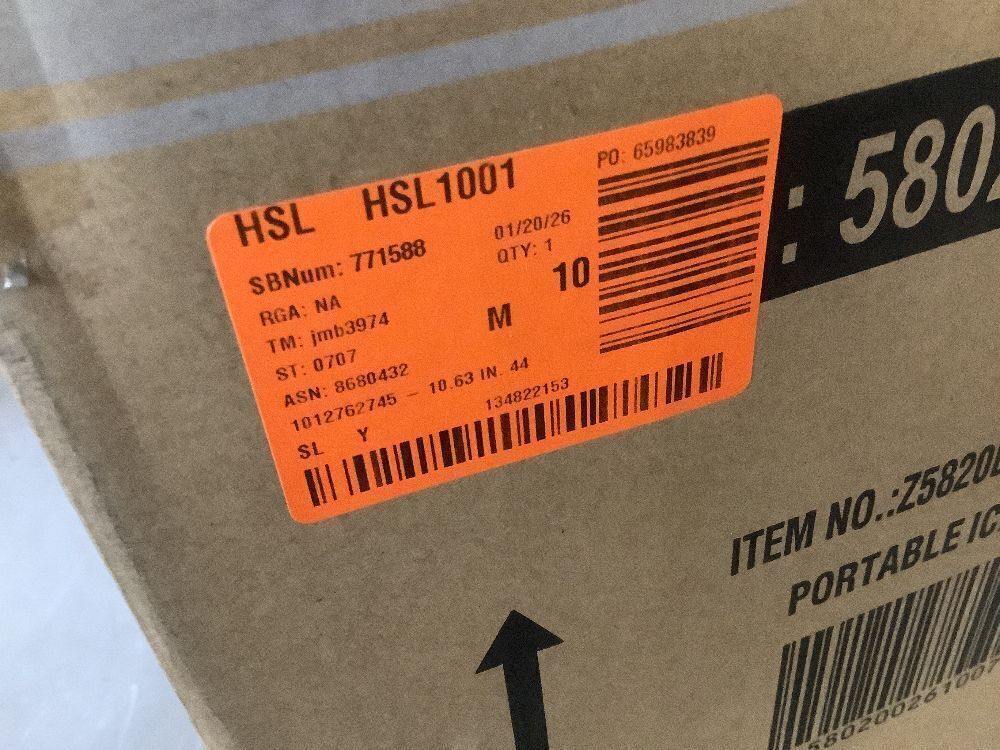 HSL HSL1001
PO: 65983839
SBNum: 771588
01/20/26
RGA: NA
QTY: 1
TM: jmb3974
M
10
ST: 0707
ASN: 8680432
1012762745 – 10.63 IN. 44
SL Y
134822153
: 580
ITEM NO.:Z5820
PORTABLE IC
580200261007